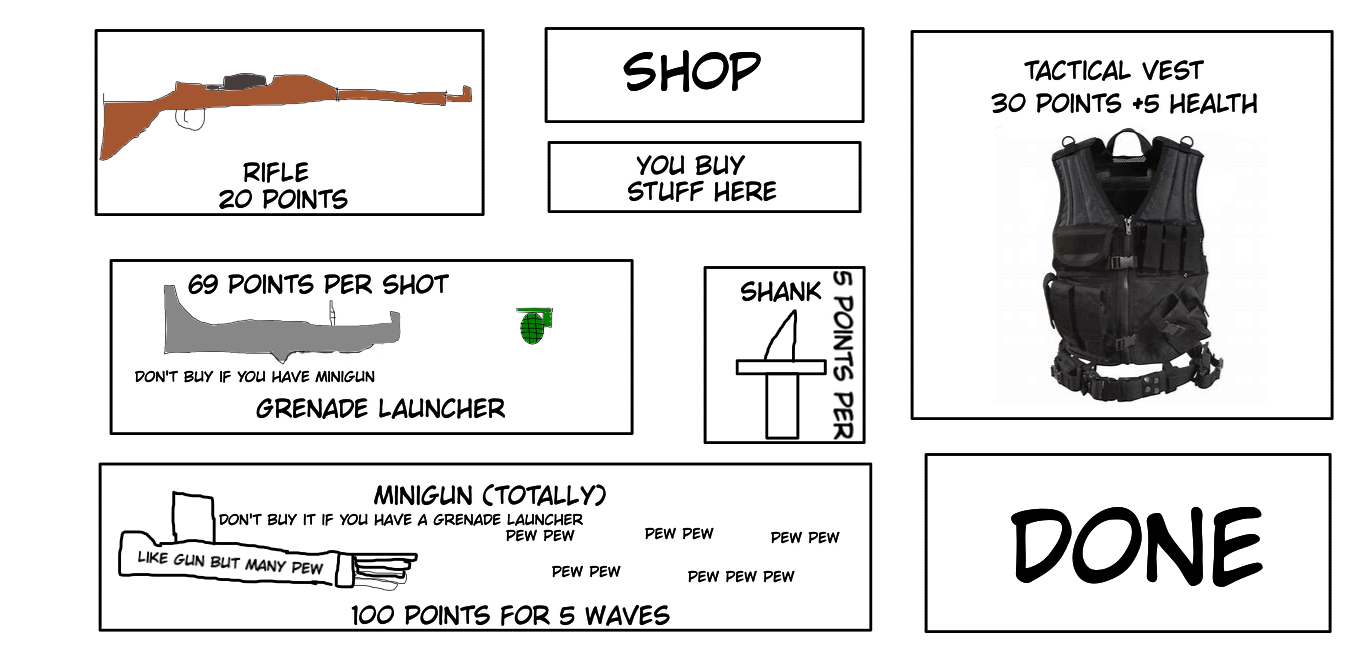 RIFLE
20 POINTS
SHOP
YOU BUY
STUFF HERE
TACTICAL VEST
30 POINTS +5 HEALTH
69 POINTS PER SHOT
DON'T BUY IF YOU HAVE MINIGUN
GRENADE LAUNCHER
SHANK
5 POINTS PER
MINIGUN (TOTALLY)
DON'T BUY IT IF YOU HAVE A GRENADE LAUNCHER
PEW PEW
PEW PEW
PEW PEW
LIKE GUN BUT MANY PEW
PEW PEW
PEW PEW PEW
100 POINTS FOR 5 WAVES
DONE